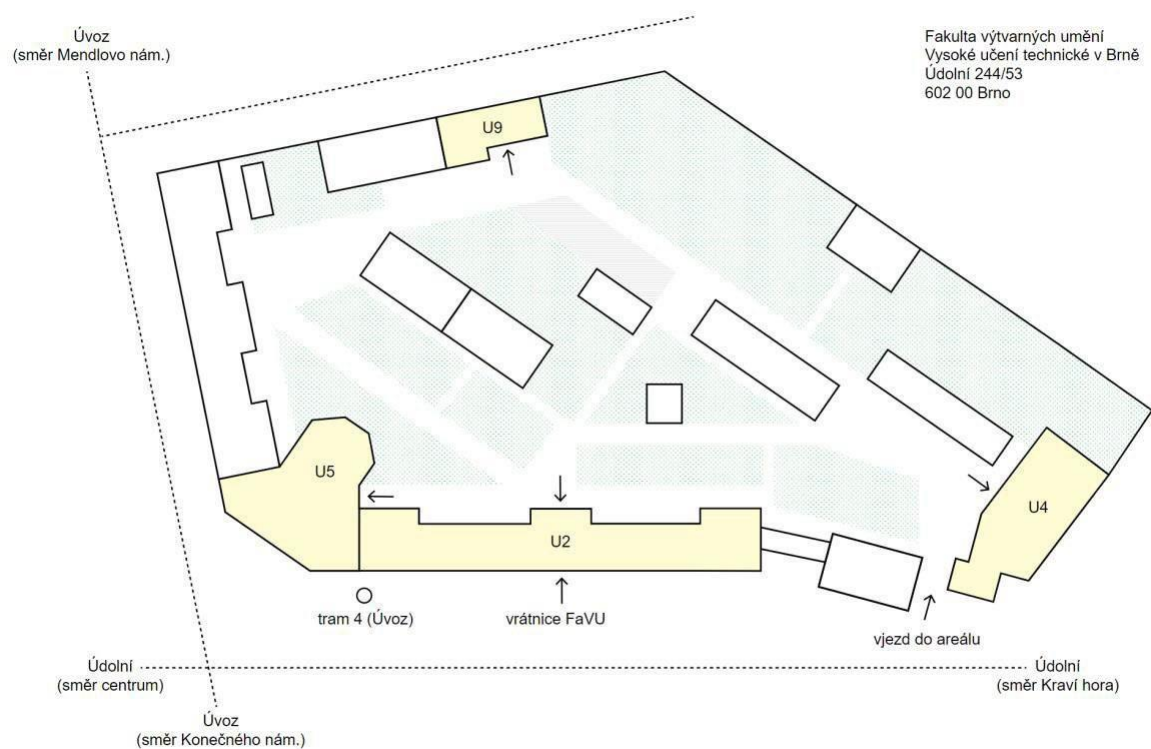 Úvoz
(směr Mendlovo nám.)
Fakulta výtvarných umění
Vysoké učení technické v Brně
Údolní 244/53
602 00 Brno
U9
U5
U4
U2
tram 4 (Úvoz)
vrátnice FaVU
vjezd do areálu
Údolní
(směr centrum)
Údolní
(směr Kraví hora)
Úvoz
(směr Konečného nám.)